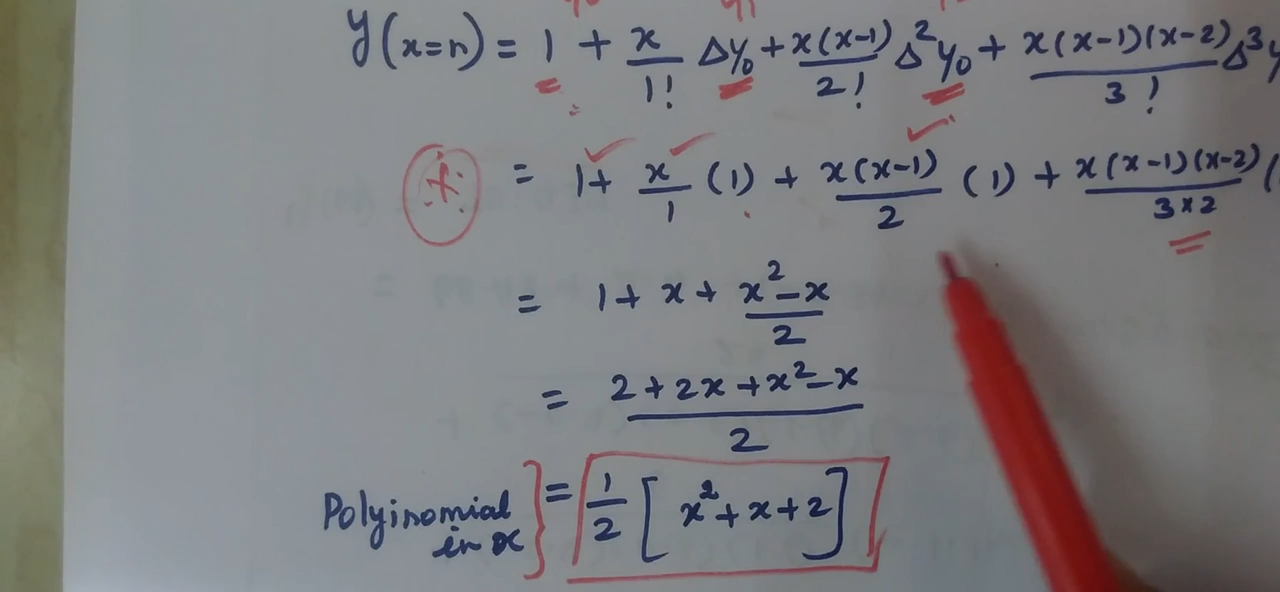 y(x=n) = 1 + x/1! Δy₀ + x(x-1)/2! Δ²y₀ + x(x-1)(x-2)/3! Δ³y
= 1 + x/1 (1) + x(x-1)/2 (1) + x(x-1)(x-2)/3×2 (
= 1 + x + x²-x/2
= 2+2x+x²-x/2
Polyinomial in x } = 1/2 [x²+x+2]